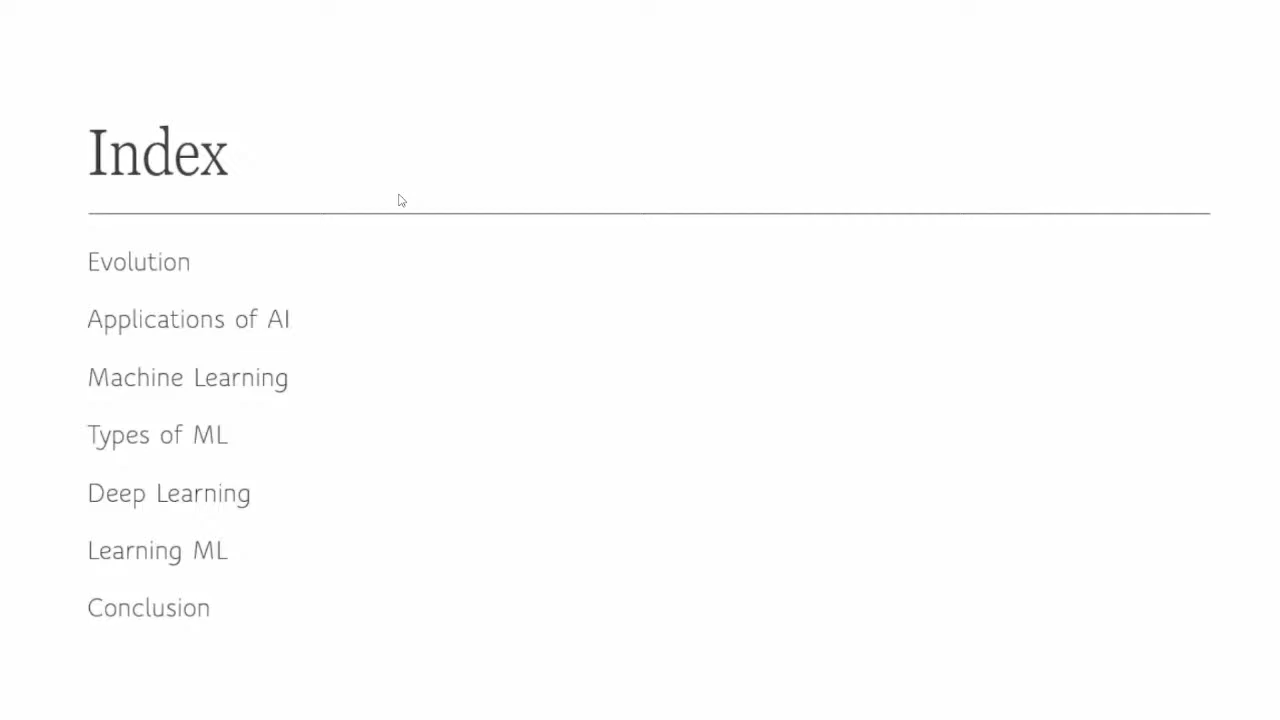 Index
Evolution
Applications of AI
Machine Learning
Types of ML
Deep Learning
Learning ML
Conclusion